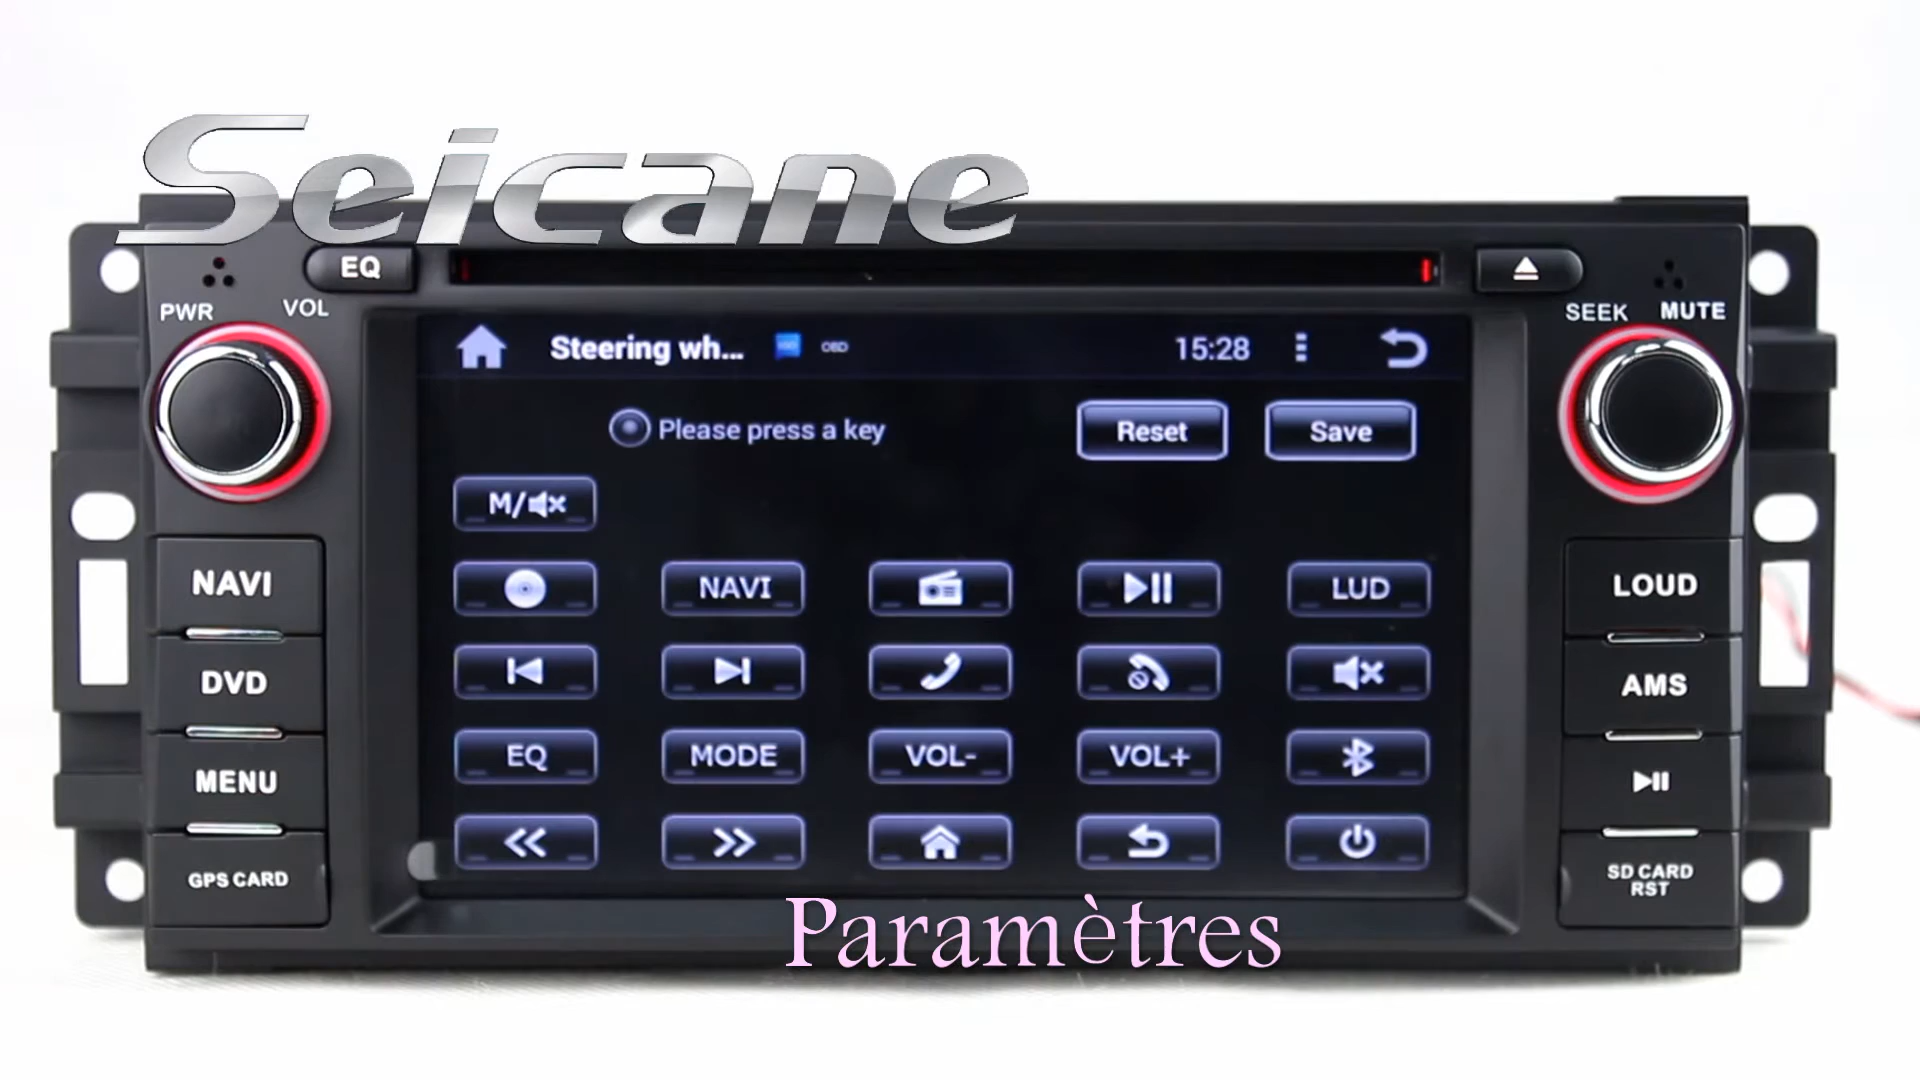 Seicane
EQ
PWR VOL
SEEK MUTE
Steering wh... OBD 15:28
Please press a key Reset Save
M/
NAVI LUD
EQ MODE VOL- VOL+
NAVI
DVD
MENU
GPS CARD
LOUD
AMS
SD CARD
RST
Paramètres